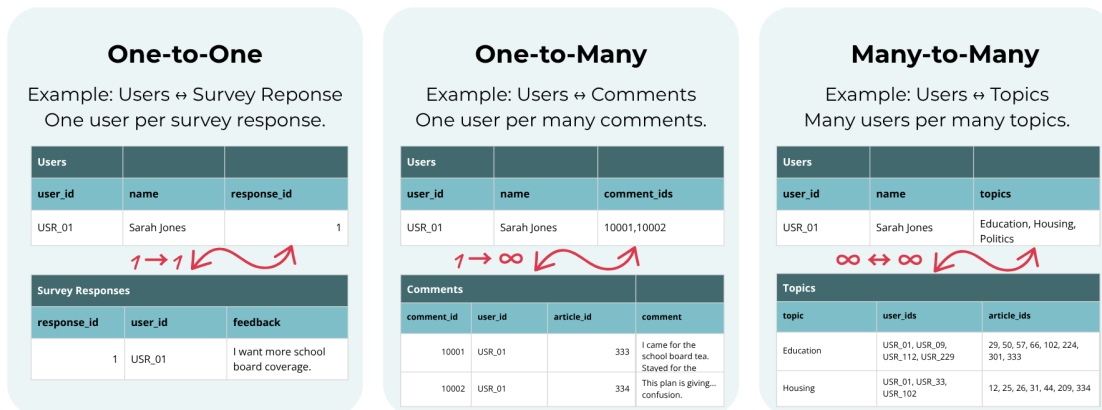 One-to-One
Example: Users ↔ Survey Reponse
One user per survey response.
Users
user_id name response_id
USR_01 Sarah Jones 1
1 → 1
Survey Responses
response_id user_id feedback
1 USR_01 I want more school
board coverage.
One-to-Many
Example: Users ↔ Comments
One user per many comments.
Users
user_id name comment_ids
USR_01 Sarah Jones 10001,10002
1 → ∞
Comments
comment_id user_id article_id comment
10001 USR_01 333 I came for the
school board tea.
Stayed for the
10002 USR_01 334 This plan is giving...
confusion.
Many-to-Many
Example: Users ↔ Topics
Many users per many topics.
Users
user_id name topics
USR_01 Sarah Jones Education, Housing,
Politics
∞ ↔ ∞
Topics
topic user_ids article_ids
Education USR_01, USR_09, 29, 50, 57, 66, 102, 224,
USR_112, USR_229 301, 333
Housing USR_01, USR_33, 12, 25, 26, 31, 44, 209, 334
USR_102